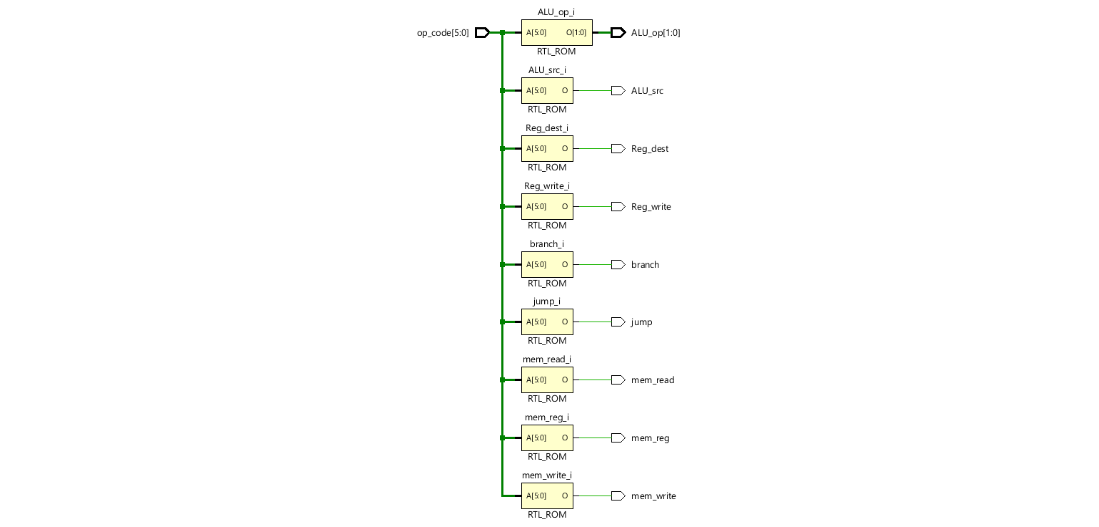 ALU_op_i
op_code[5:0] A[5:0] O[1:0] ALU_op[1:0]
RTL_ROM
ALU_src_i
A[5:0] O ALU_src
RTL_ROM
Reg_dest_i
A[5:0] O Reg_dest
RTL_ROM
Reg_write_i
A[5:0] O Reg_write
RTL_ROM
branch_i
A[5:0] O branch
RTL_ROM
jump_i
A[5:0] O jump
RTL_ROM
mem_read_i
A[5:0] O mem_read
RTL_ROM
mem_reg_i
A[5:0] O mem_reg
RTL_ROM
mem_write_i
A[5:0] O mem_write
RTL_ROM